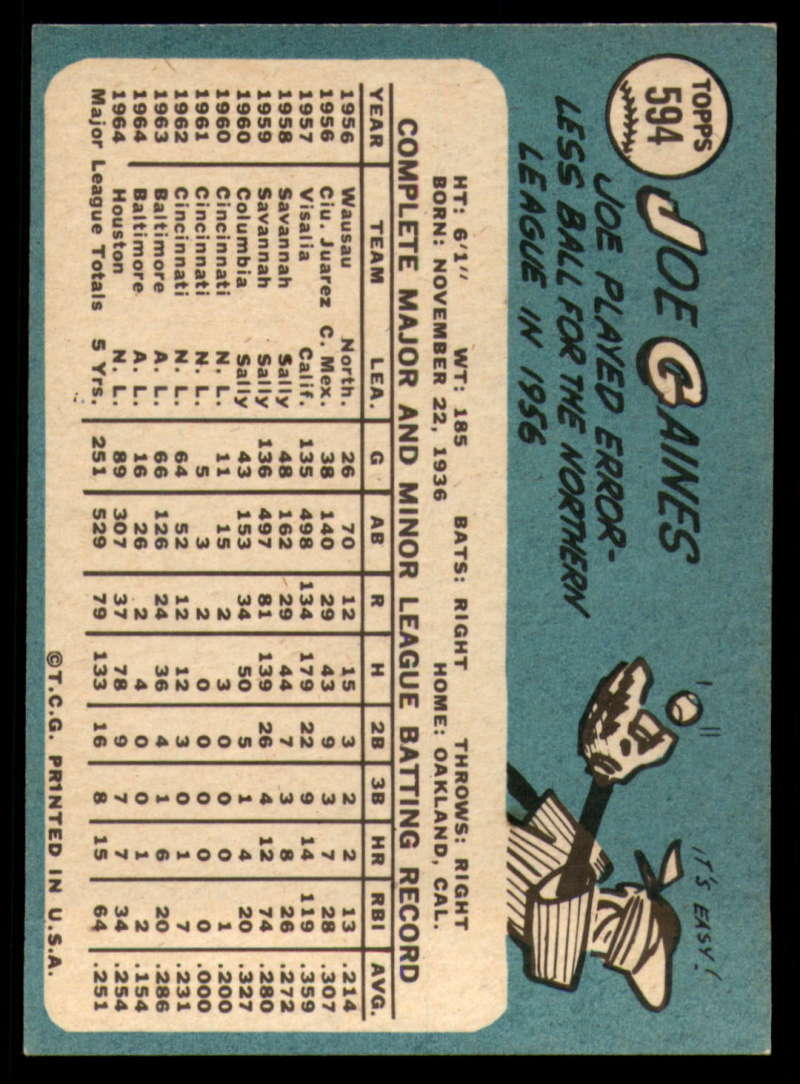 TOPPS
594
JOE GAINES
JOE PLAYED ERROR-
LESS BALL FOR THE NORTHERN
LEAGUE IN 1956
IT'S EASY!
HT: 6'1" WT: 185 BATS: RIGHT THROWS: RIGHT
BORN: NOVEMBER 22, 1936 HOME: OAKLAND, CAL.
COMPLETE MAJOR AND MINOR LEAGUE BATTING RECORD
YEAR TEAM LEA. G AB R H 2B 3B HR RBI AVG.
1956 Wausau North. 26 70 12 15 3 2 2 13 .214
1956 Ciu. Juarez C. Mex. 38 140 29 43 9 3 7 28 .307
1957 Visalia Calif. 135 498 134 179 22 9 14 119 .359
1958 Savannah Sally 48 162 29 44 7 3 8 26 .272
1959 Savannah Sally 136 497 81 139 26 4 12 74 .280
1960 Columbia Sally 43 153 34 50 5 1 4 20 .327
1960 Cincinnati N. L. 11 15 2 3 0 0 0 1 .200
1961 Cincinnati N. L. 5 3 2 0 0 0 0 0 .000
1962 Cincinnati N. L. 64 52 12 12 3 0 1 7 .231
1963 Baltimore A. L. 66 126 24 36 4 1 6 20 .286
1964 Baltimore A. L. 16 26 2 4 0 0 1 2 .154
1964 Houston N. L. 89 307 37 78 9 7 7 34 .254
Major League Totals 5 Yrs. 251 529 79 133 16 8 15 64 .251
©T.C.G. PRINTED IN U.S.A.